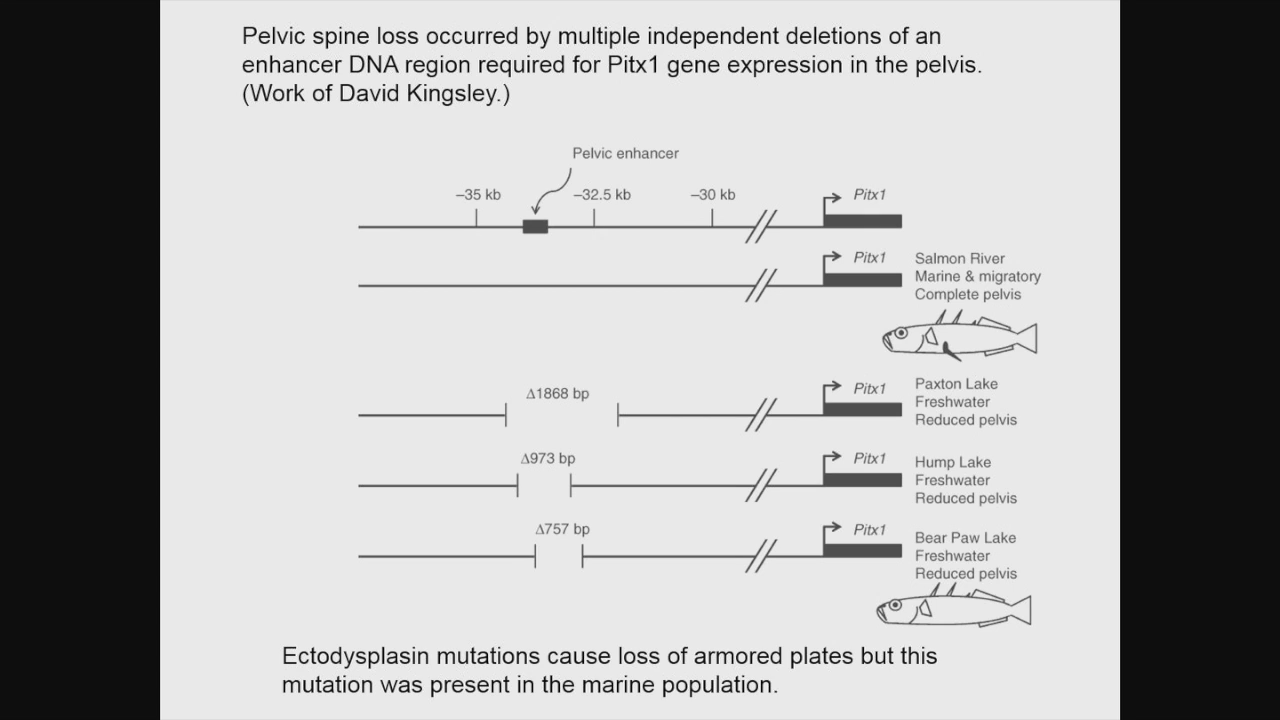 Pelvic spine loss occurred by multiple independent deletions of an
enhancer DNA region required for Pitx1 gene expression in the pelvis.
(Work of David Kingsley.)
Pelvic enhancer
–35 kb
–32.5 kb
–30 kb
Pitx1
Pitx1
Salmon River
Marine & migratory
Complete pelvis
Δ1868 bp
Pitx1
Paxton Lake
Freshwater
Reduced pelvis
Δ973 bp
Pitx1
Hump Lake
Freshwater
Reduced pelvis
Δ757 bp
Pitx1
Bear Paw Lake
Freshwater
Reduced pelvis
Ectodysplasin mutations cause loss of armored plates but this
mutation was present in the marine population.